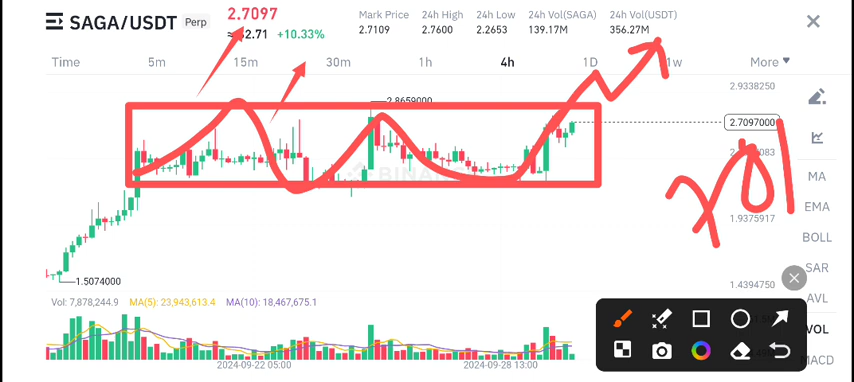 SAGA/USDT Perp
2.7097
+10.33%
Mark Price
2.7109
24h High
2.7600
24h Low
2.2653
24h Vol(SAGA)
139.17M
24h Vol(USDT)
356.27M
Time 5m 15m 30m 1h 4h 1D 1w More
2.9338250
2.8659000
2.7097000
1.9375917
1.5074000
1.4394750
MA
EMA
BOLL
SAR
AVL
VOL
MACD
Vol: 7,878,244.9 MA(5): 23,943,613.4 MA(10): 18,467,675.1
2024-09-22 05:00
2024-09-28 13:00